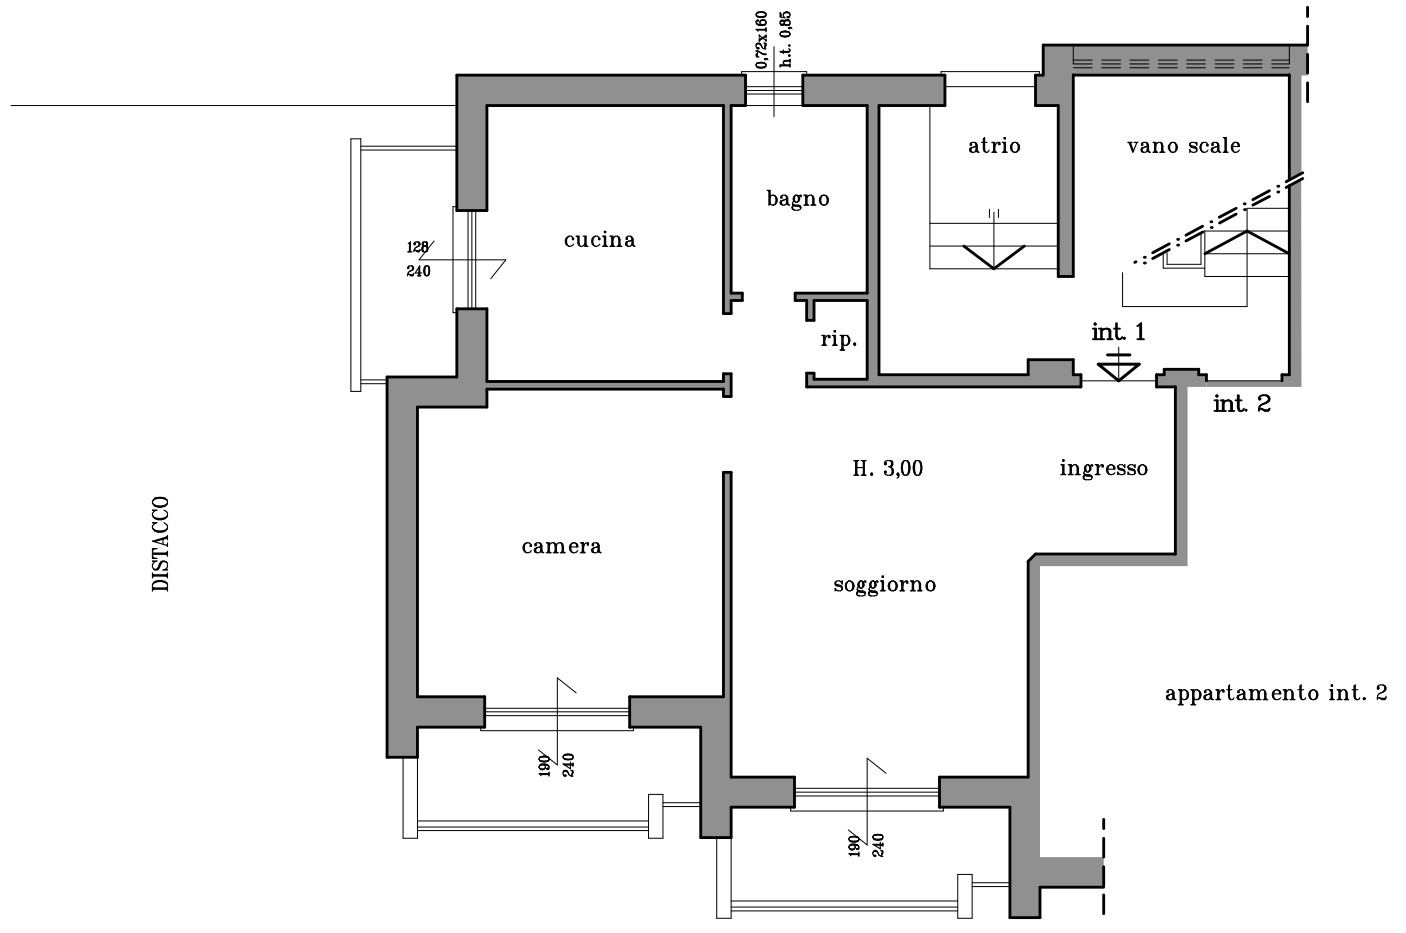 0,72x160
h.t. 0,85
atrio
vano scale
bagno
cucina
128
240
int. 1
rip.
int. 2
H. 3,00
ingresso
DISTACCO
camera
soggiorno
appartamento int. 2
190
240
190
240